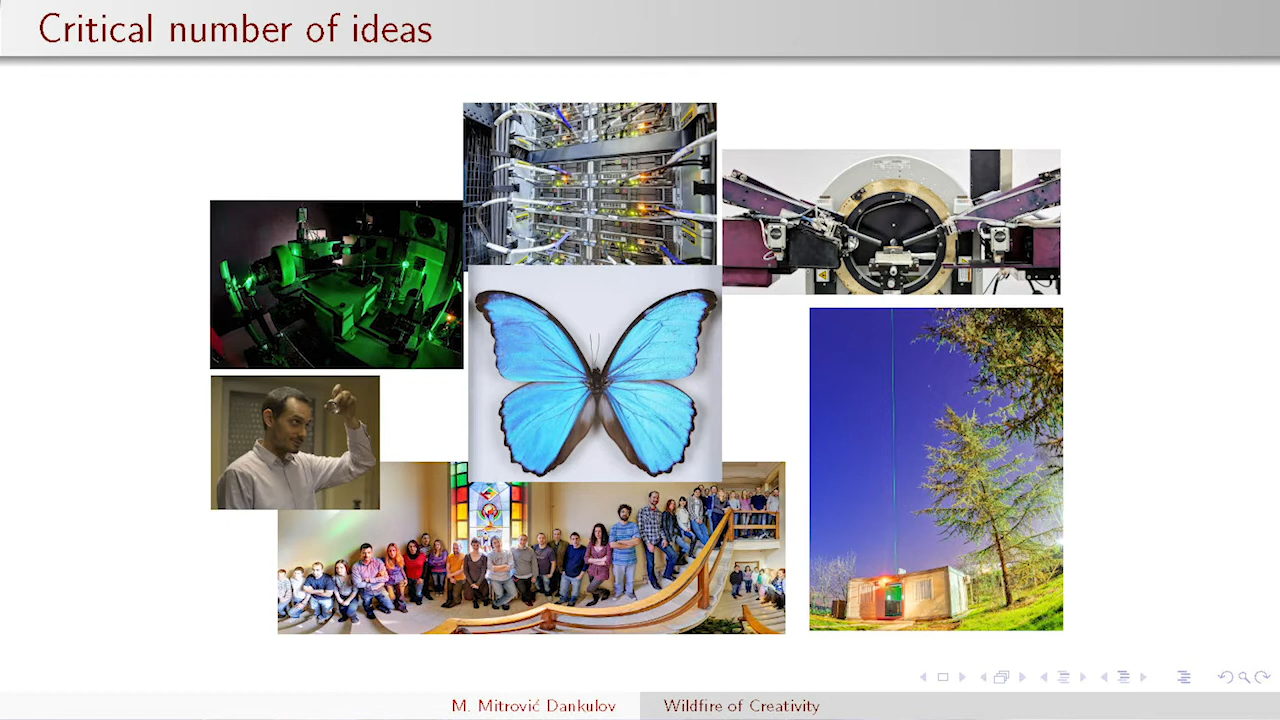 Critical number of ideas
M. Mitrović Dankulov
Wildfire of Creativity